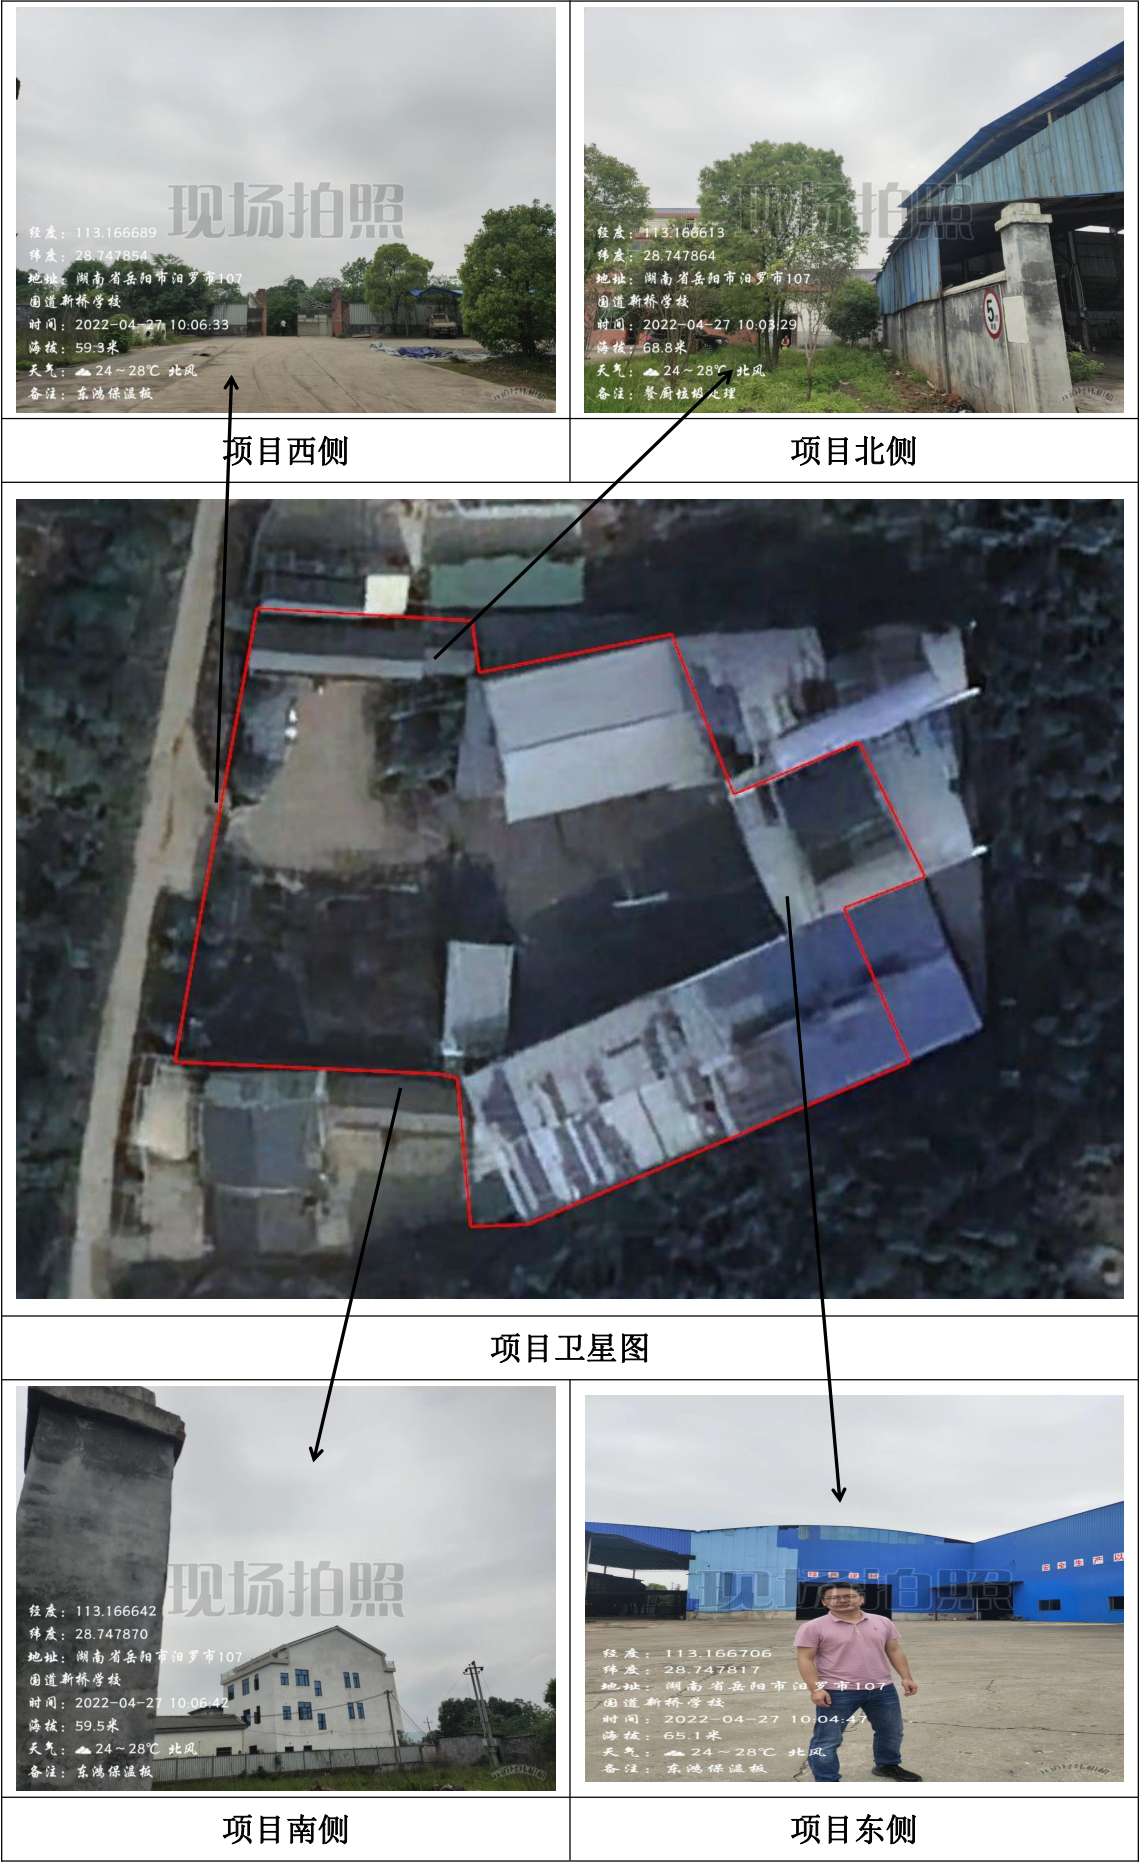 现场拍照
经度：113.166689
纬度：28.747854
地址：湖南省岳阳市汨罗市107
国道新桥学校
时间：2022-04-27 10:06:33
海拔：59.3米
天气：24～28℃ 北风
备注：东鸿保温板
现场拍照
经度：113.166613
纬度：28.747864
地址：湖南省岳阳市汨罗市107
国道新桥学校
时间：2022-04-27 10:03:29
海拔：68.8米
天气：24～28℃ 北风
备注：餐厨垃圾处理
5
项目西侧
项目北侧
项目卫星图
现场拍照
经度：113.166642
纬度：28.747870
地址：湖南省岳阳市汨罗市107
国道新桥学校
时间：2022-04-27 10:06:42
海拔：59.5米
天气：24～28℃ 北风
备注：东鸿保温板
安全生产以
现场拍照
经度：113.166706
纬度：28.747817
地址：湖南省岳阳市汨罗市107
国道新桥学校
时间：2022-04-27 10:04:47
海拔：65.1米
天气：24～28℃ 北风
备注：东鸿保温板
项目南侧
项目东侧